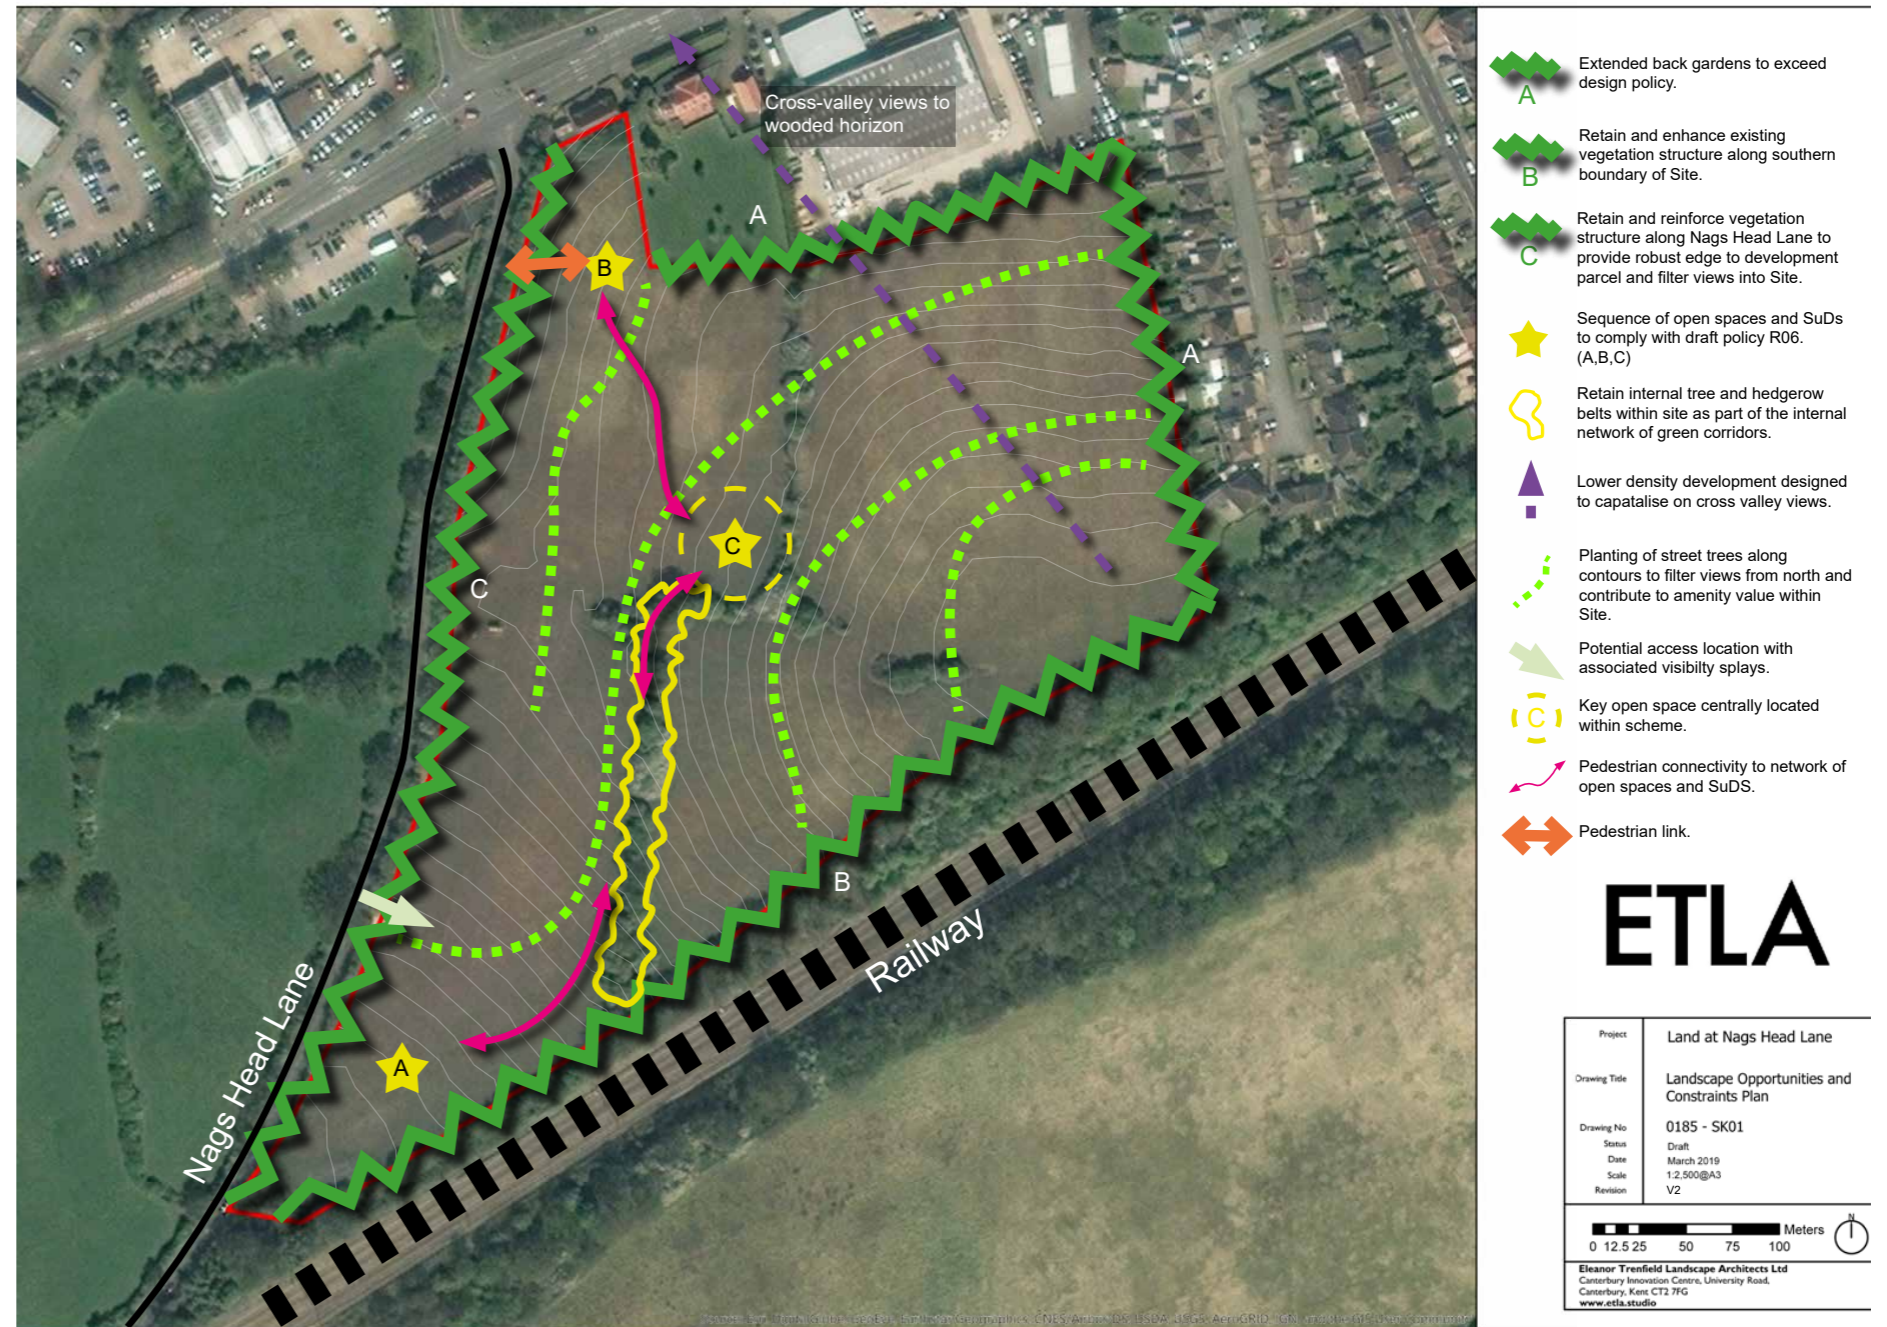 Cross-valley views to
wooded horizon
A
B
A
C
C
B
A
Railway
Nags Head Lane
A
Extended back gardens to exceed
design policy.
B
Retain and enhance existing
vegetation structure along southern
boundary of Site.
C
Retain and reinforce vegetation
structure along Nags Head Lane to
provide robust edge to development
parcel and filter views into Site.
Sequence of open spaces and SuDs
to comply with draft policy R06.
(A,B,C)
Retain internal tree and hedgerow
belts within site as part of the internal
network of green corridors.
Lower density development designed
to capatalise on cross valley views.
Planting of street trees along
contours to filter views from north and
contribute to amenity value within
Site.
Potential access location with
associated visibilty splays.
C
Key open space centrally located
within scheme.
Pedestrian connectivity to network of
open spaces and SuDS.
Pedestrian link.
ETLA
Project Land at Nags Head Lane
Drawing Title Landscape Opportunities and
Constraints Plan
Drawing No 0185 - SK01
Status Draft
Date March 2019
Scale 1:2,500@A3
Revision V2
Meters
0 12.5 25 50 75 100
N
Eleanor Trenfield Landscape Architects Ltd
Canterbury Innovation Centre, University Road,
Canterbury, Kent CT2 7FG
www.etla.studio